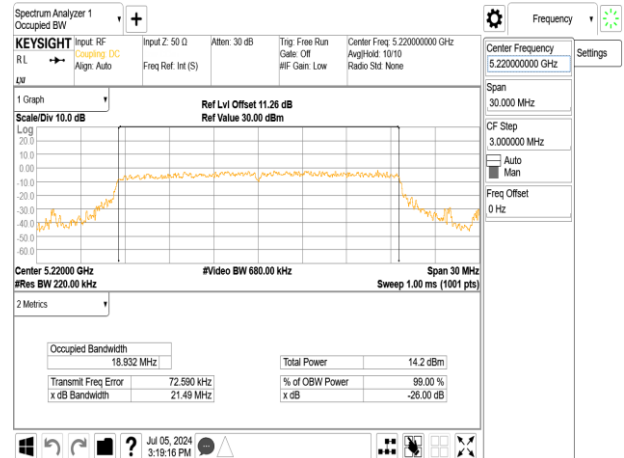 Spectrum Analyzer 1
Occupied BW
+
Frequency
KEYSIGHT
R L
Input: RF
Coupling: DC
Align: Auto
Input Z: 50 Ω
Freq Ref: Int (S)
Atten: 30 dB
Trig: Free Run
Gate: Off
#IF Gain: Low
Center Freq: 5.220000000 GHz
Avg|Hold: 10/10
Radio Std: None
Center Frequency
5.220000000 GHz
Settings
Span
30.000 MHz
CF Step
3.000000 MHz
Auto
Man
Freq Offset
0 Hz
1 Graph
Scale/Div 10.0 dB
Ref Lvl Offset 11.26 dB
Ref Value 30.00 dBm
Log
20.0
10.0
0.00
-10.0
-20.0
-30.0
-40.0
-50.0
-60.0
Center 5.22000 GHz
#Video BW 680.00 kHz
Span 30 MHz
#Res BW 220.00 kHz
Sweep 1.00 ms (1001 pts)
2 Metrics
Occupied Bandwidth
18.932 MHz
Total Power 14.2 dBm
Transmit Freq Error 72.590 kHz
% of OBW Power 99.00 %
x dB Bandwidth 21.49 MHz
x dB -26.00 dB
?
Jul 05, 2024
3:19:16 PM